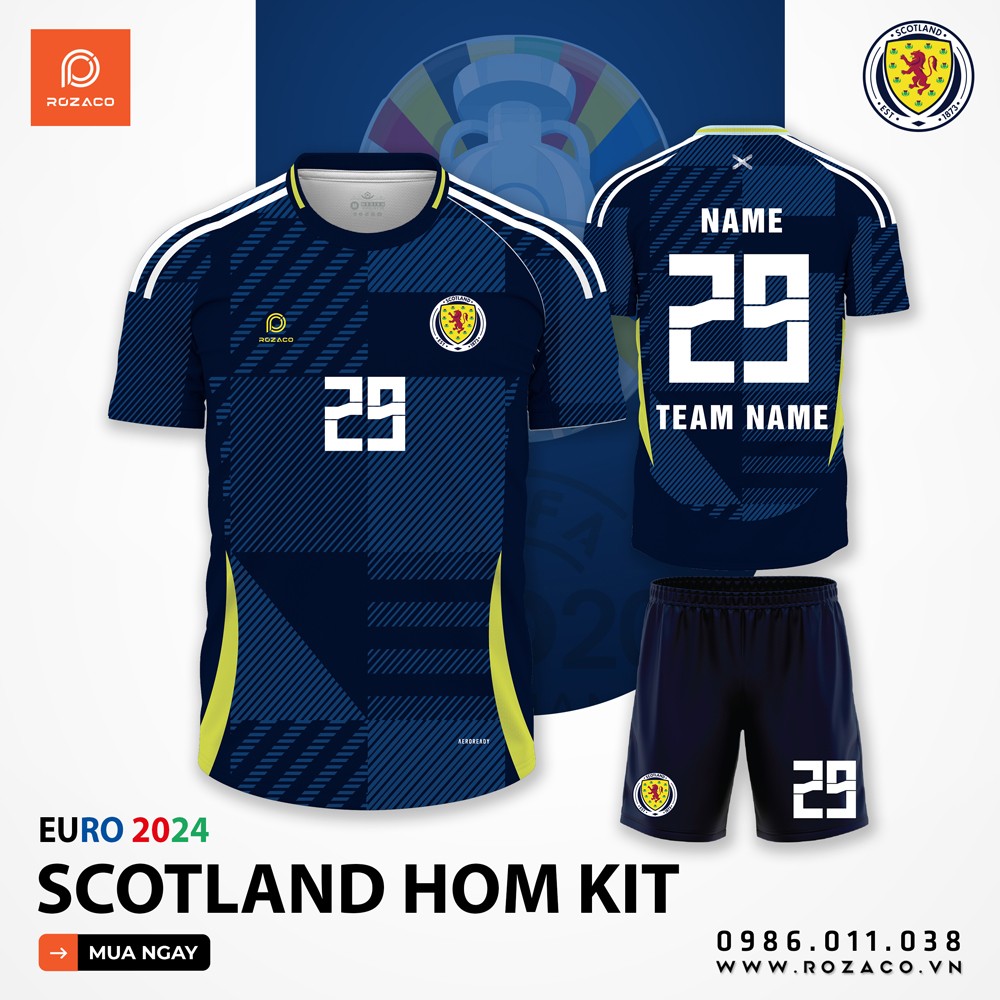 ROZACO
SCOTLAND
EST. 1873
NAME
29
TEAM NAME
ROZACO
SCOTLAND
29
AEROREADY
29
EURO 2024
SCOTLAND HOM KIT
MUA NGAY
0986.011.038
WWW.ROZACO.VN